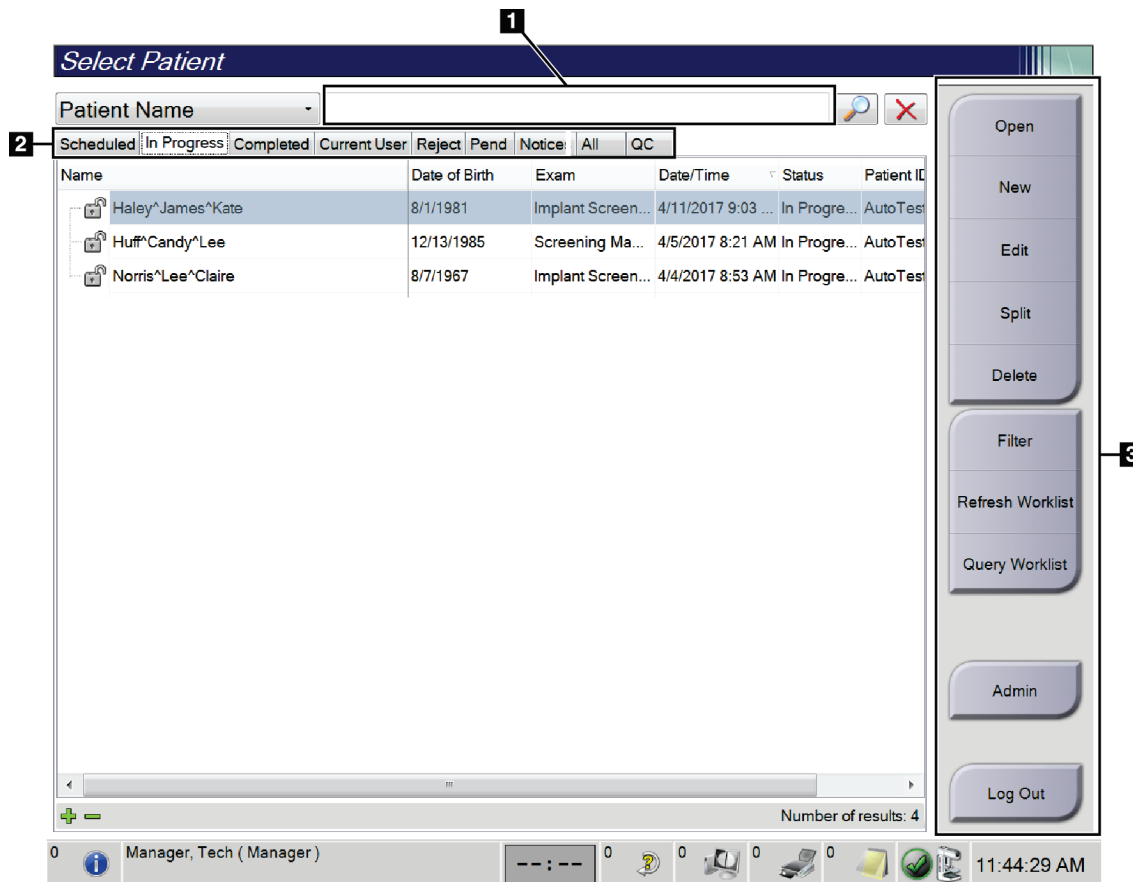 1
Select Patient
Patient Name
2
Scheduled In Progress Completed Current User Reject Pend Notice All QC
Name Date of Birth Exam Date/Time Status Patient ID
Haley^James^Kate 8/1/1981 Implant Screen... 4/11/2017 9:03 ... In Progre... AutoTest
Huff^Candy^Lee 12/13/1985 Screening Ma... 4/5/2017 8:21 AM In Progre... AutoTest
Norris^Lee^Claire 8/7/1967 Implant Screen... 4/4/2017 8:53 AM In Progre... AutoTest
Number of results: 4
Open
New
Edit
Split
Delete
Filter
Refresh Worklist
Query Worklist
Admin
Log Out
3
0 Manager, Tech ( Manager ) --:-- 0 0 0 0 11:44:29 AM